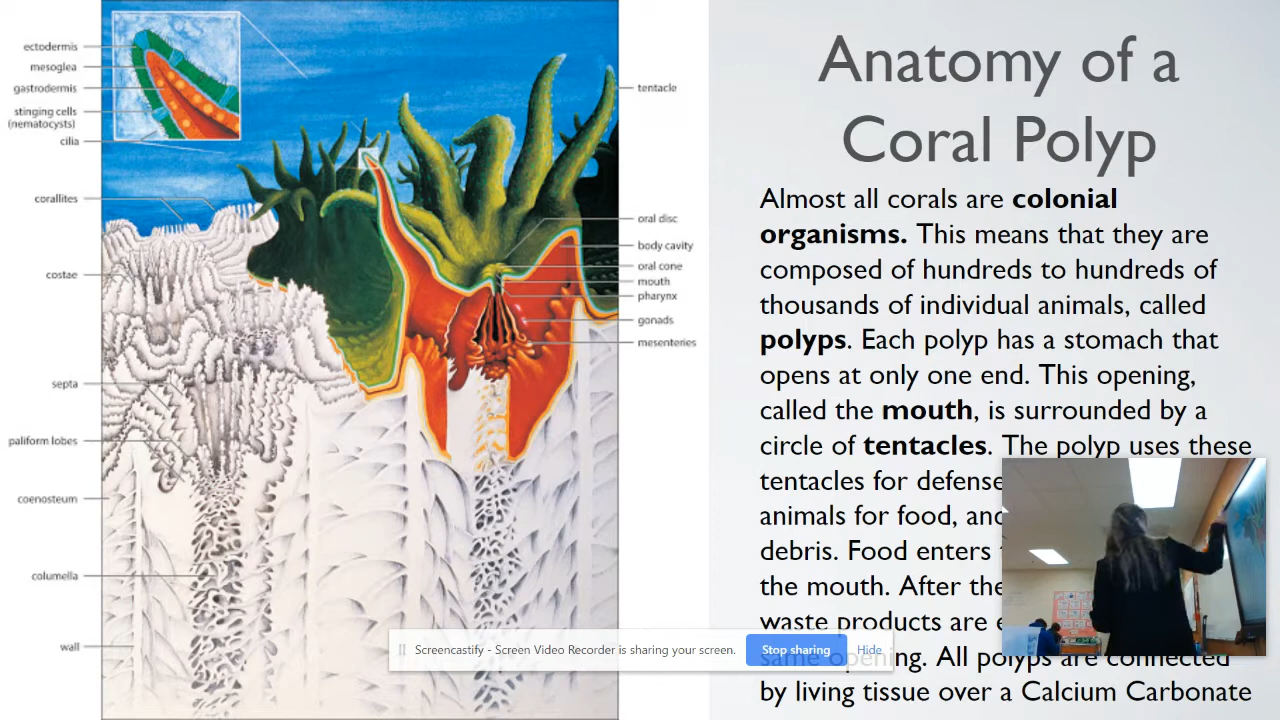 ectodermis
mesoglea
gastrodermis
stinging cells
(nematocysts)
cilia
corallites
costae
septa
paliform lobes
coenosteum
columella
wall
tentacle
oral disc
body cavity
oral cone
mouth
pharynx
gonads
mesenteries
Anatomy of a
Coral Polyp
Almost all corals are colonial
organisms. This means that they are
composed of hundreds to hundreds of
thousands of individual animals, called
polyps. Each polyp has a stomach that
opens at only one end. This opening,
called the mouth, is surrounded by a
circle of tentacles. The polyp uses these
tentacles for defense
animals for food, and
debris. Food enters
the mouth. After the
waste products are
same opening. All polyps are connected
by living tissue over a Calcium Carbonate
Screencastify - Screen Video Recorder is sharing your screen.
Stop sharing
Hide